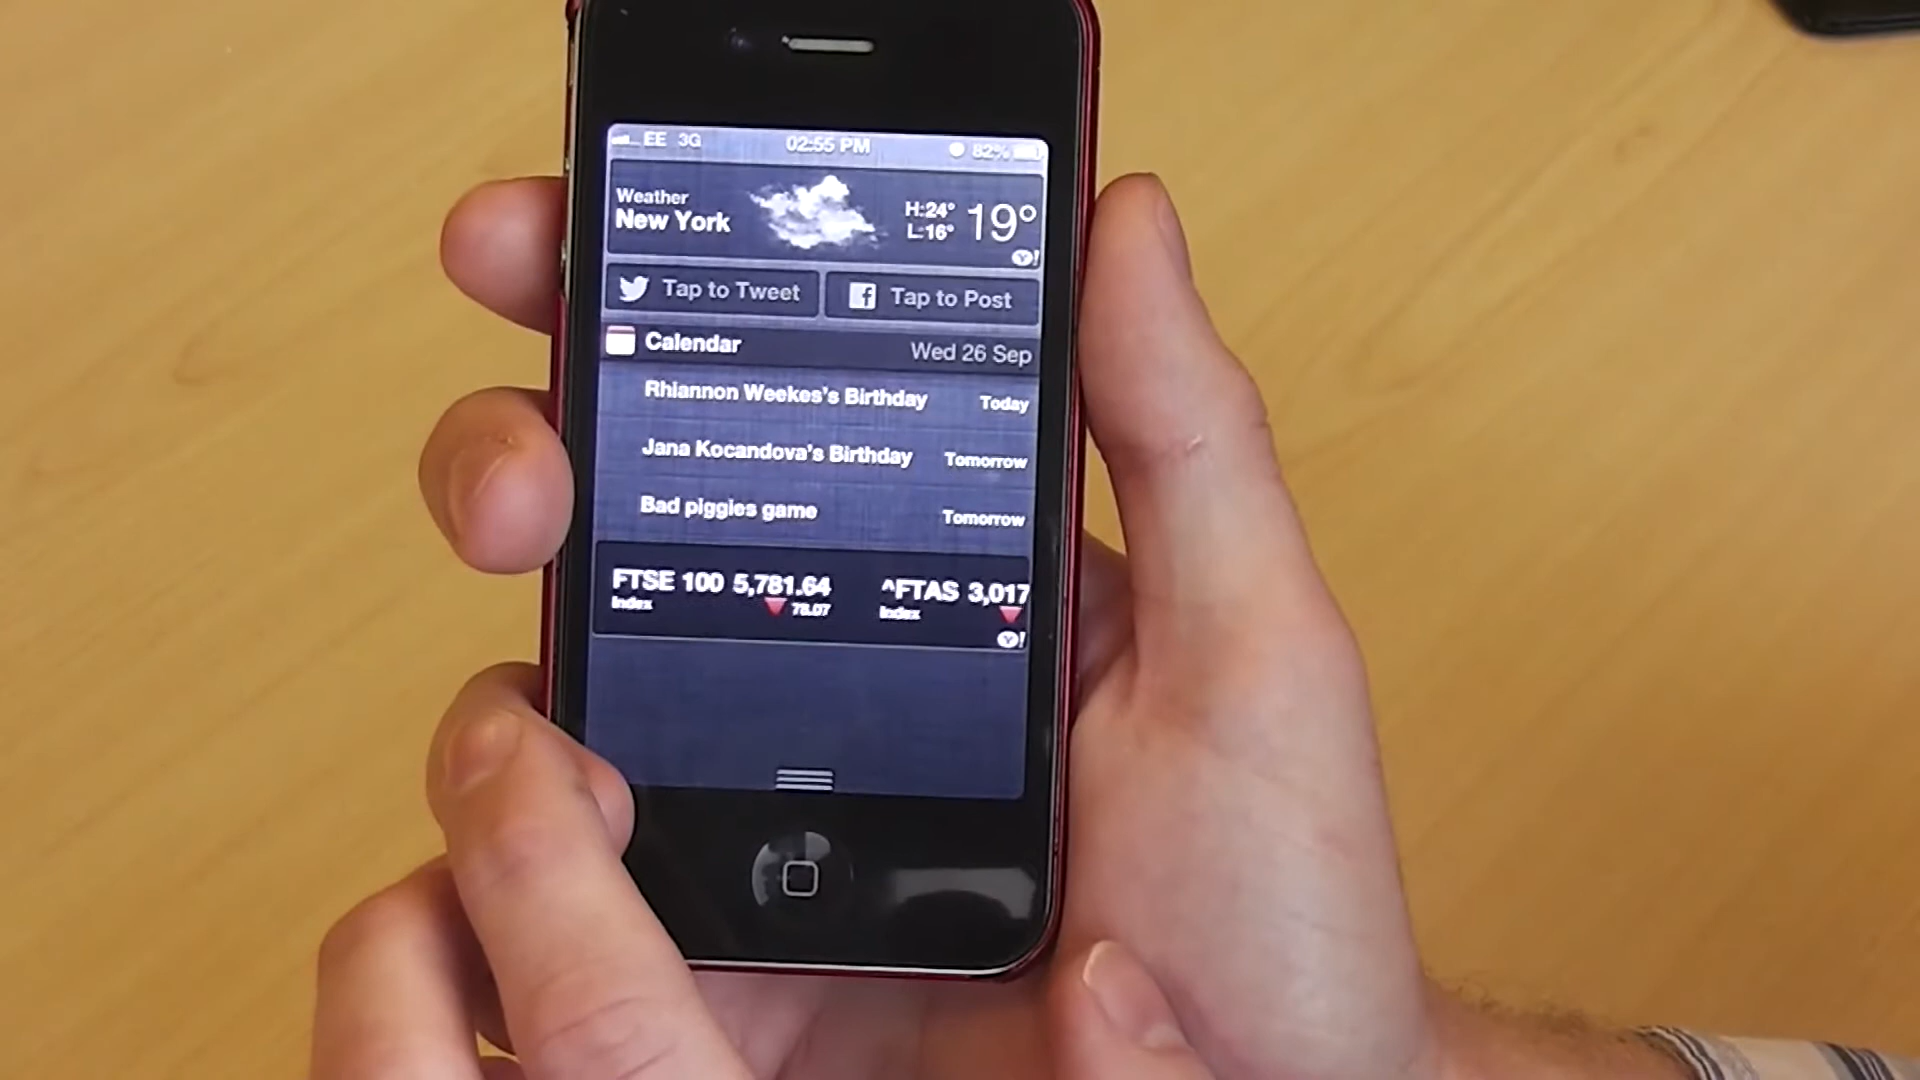 EE 3G 02:55 PM 82%
Weather
New York
H:24°
L:16°
19°
Y!
Tap to Tweet
f Tap to Post
Calendar Wed 26 Sep
Rhiannon Weekes's Birthday Today
Jana Kocandova's Birthday Tomorrow
Bad piggies game Tomorrow
FTSE 100 5,781.64 ^FTAS 3,017
Index 78.07 Index
Y!